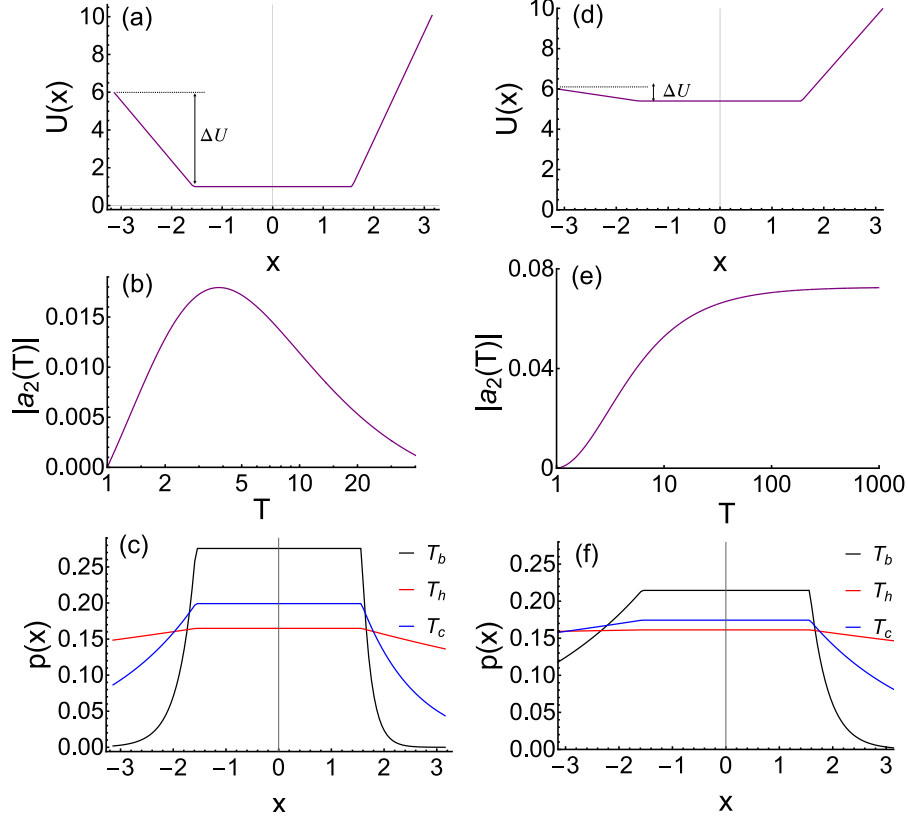 (a)
10
8
6
4
2
0
U(x)
ΔU
−3 −2 −1 0 1 2 3
x
(d)
10
8
6
4
2
0
U(x)
ΔU
−3 −2 −1 0 1 2 3
x
(b)
0.015
0.010
0.005
0.000
|a2(T)|
1 2 5 10 20
T
(e)
0.08
0.04
0
|a2(T)|
1 10 100 1000
T
(c)
0.25
0.20
0.15
0.10
0.05
0.00
p(x)
Tb
Th
Tc
−3 −2 −1 0 1 2 3
x
(f)
0.25
0.20
0.15
0.10
0.05
0.00
p(x)
Tb
Th
Tc
−3 −2 −1 0 1 2 3
x